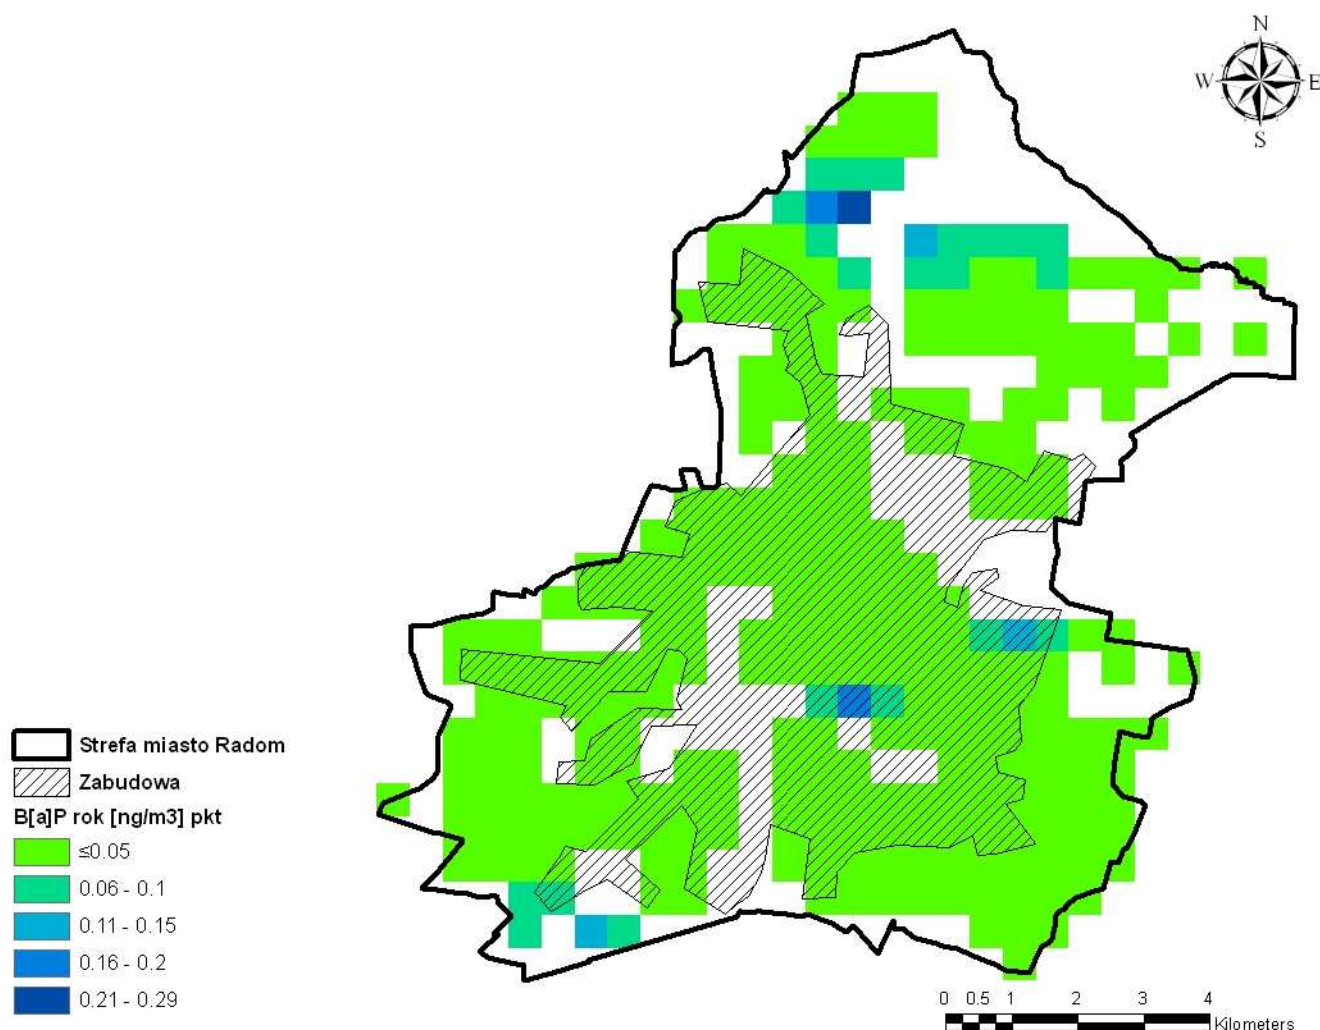 N
W E
S
Strefa miasto Radom
Zabudowa
B[a]P rok [ng/m3] pkt
≤0.05
0.06 - 0.1
0.11 - 0.15
0.16 - 0.2
0.21 - 0.29
0 0.5 1 2 3 4
Kilometers